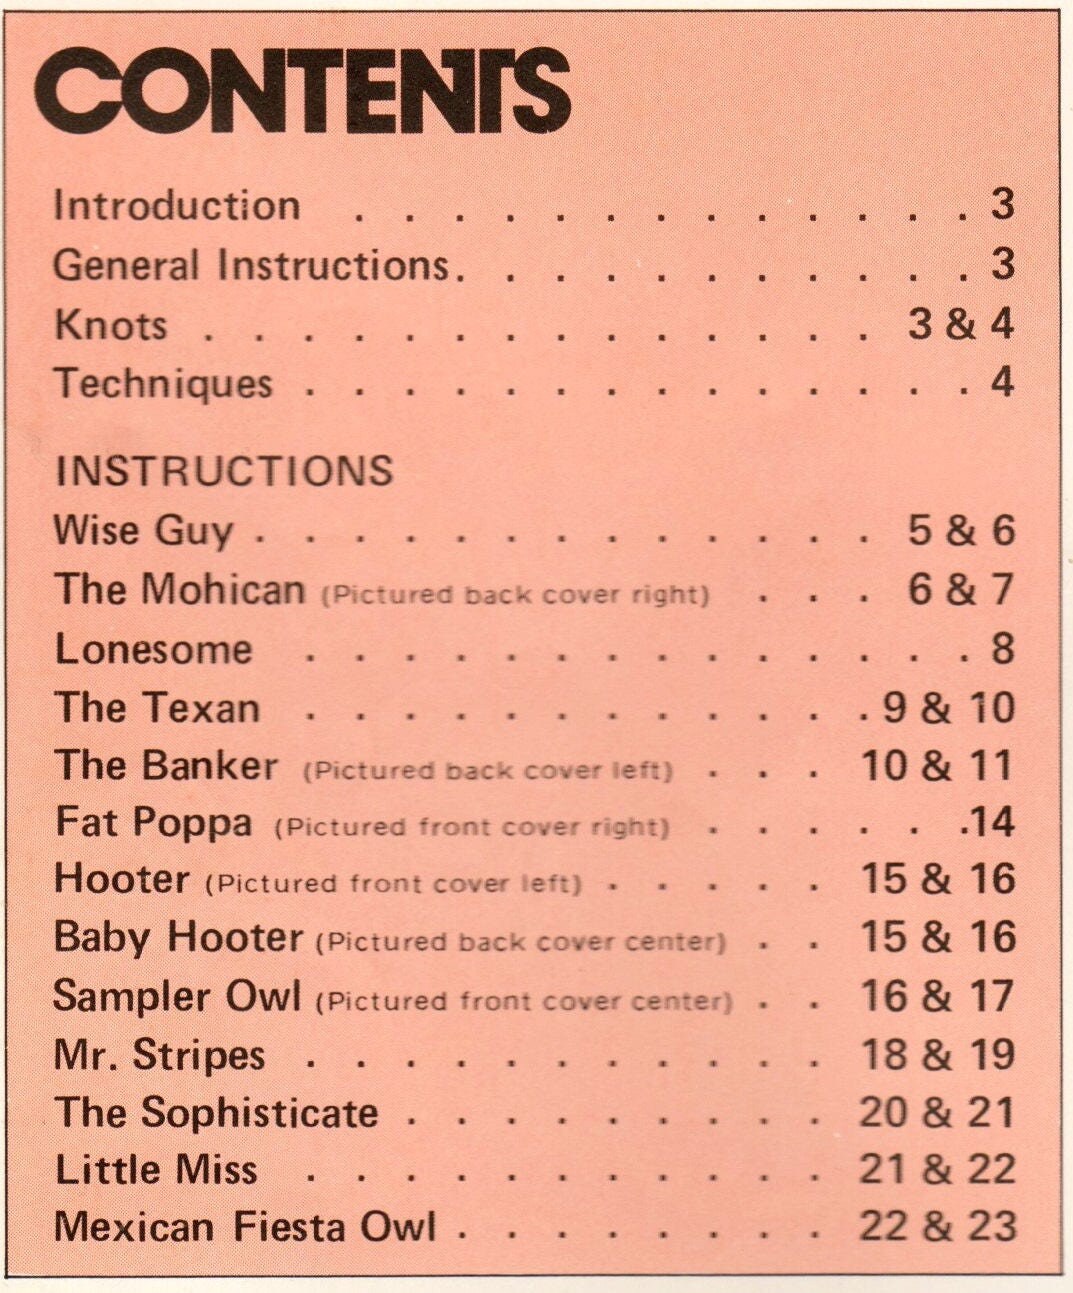 CONTENTS
Introduction . . . . . . . . . . . . . 3
General Instructions. . . . . . . . . . . 3
Knots . . . . . . . . . . . . . . 3 & 4
Techniques . . . . . . . . . . . . . . 4
INSTRUCTIONS
Wise Guy . . . . . . . . . . . . . 5 & 6
The Mohican (Pictured back cover right) . . . 6 & 7
Lonesome . . . . . . . . . . . . . . 8
The Texan . . . . . . . . . . . . 9 & 10
The Banker (Pictured back cover left) . . . 10 & 11
Fat Poppa (Pictured front cover right) . . . . . .14
Hooter (Pictured front cover left) . . . . . 15 & 16
Baby Hooter (Pictured back cover center) . . 15 & 16
Sampler Owl (Pictured front cover center) . . 16 & 17
Mr. Stripes . . . . . . . . . . . 18 & 19
The Sophisticate . . . . . . . . . 20 & 21
Little Miss . . . . . . . . . . . 21 & 22
Mexican Fiesta Owl . . . . . . . . 22 & 23